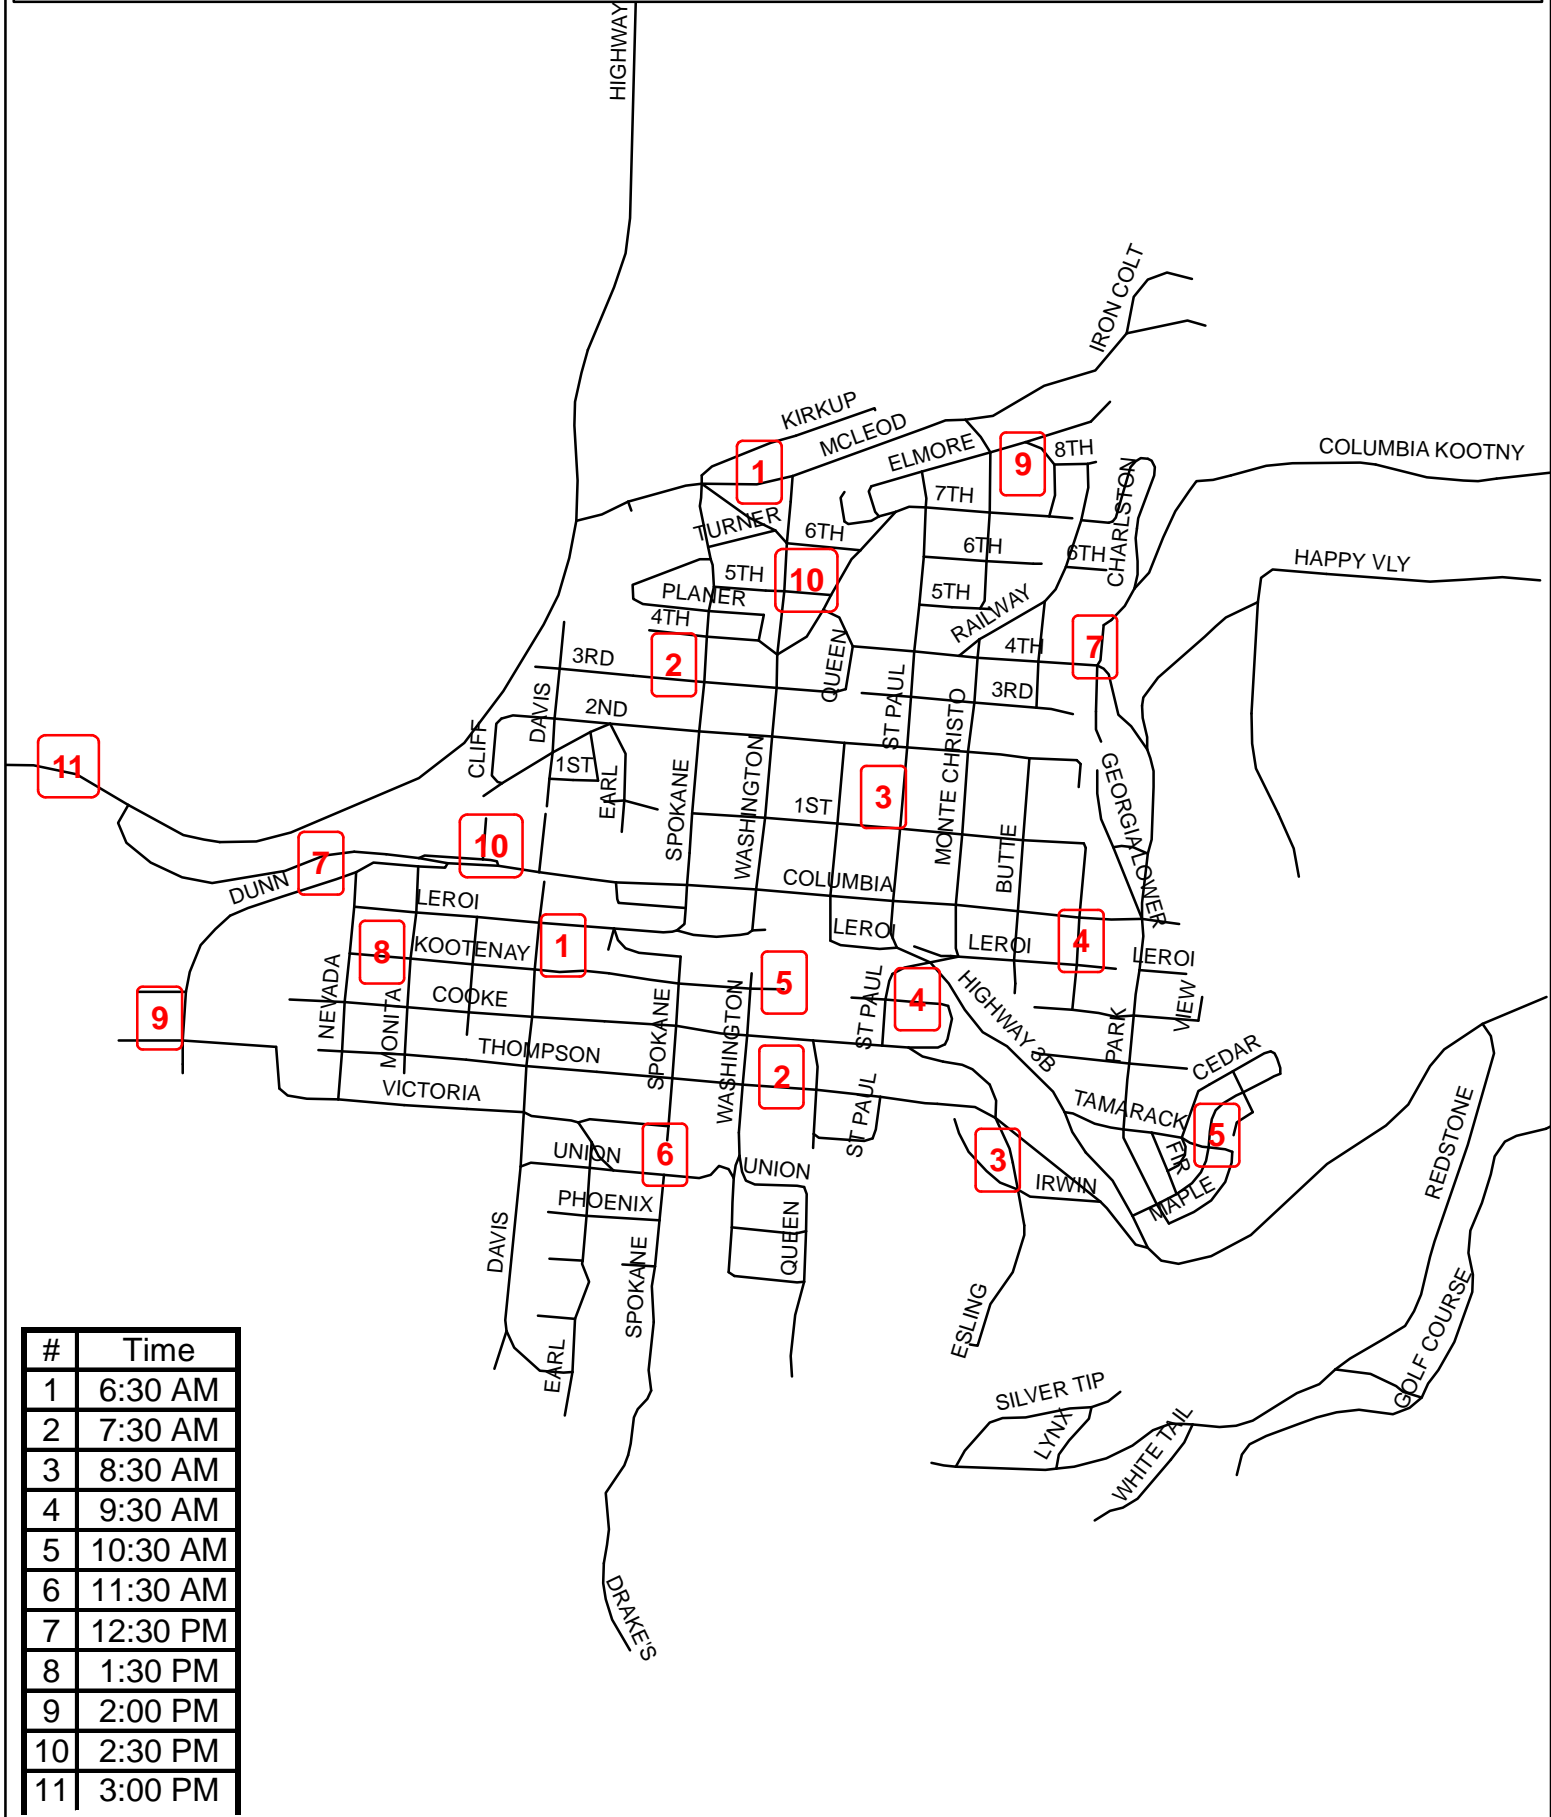 HIGHWAY
IRON COLT
KIRKUP
MCLEOD
ELMORE
8TH
9
1
COLUMBIA KOOTNY
CHARLSTON
7TH
TURNER
6TH
6TH
6TH
HAPPY VLY
5TH
10
PLANER
5TH
RAILWAY
4TH
4TH
7
3RD
2
QUEEN
3RD
DAVIS
ST PAUL
MONTE CHRISTO
2ND
CLIFF
11
1ST
EARL
SPOKANE
WASHINGTON
3
1ST
GEORGIA
LOWER
BUTTE
10
7
DUNN
COLUMBIA
LEROI
LEROI
LEROI
4
LEROI
8
KOOTENAY
1
5
NEVADA
MONITA
COOKE
SPOKANE
WASHINGTON
ST PAUL
4
HIGHWAY 3B
PARK
VIEW
9
THOMPSON
2
CEDAR
VICTORIA
ST PAUL
TAMARACK
5
UNION
6
UNION
3
IRWIN
FIR
MAPLE
REDSTONE
PHOENIX
DAVIS
SPOKANE
QUEEN
ESLING
GOLF COURSE
EARL
SILVER TIP
LYNX
WHITE TAIL
DRAKE'S
# Time
1 6:30 AM
2 7:30 AM
3 8:30 AM
4 9:30 AM
5 10:30 AM
6 11:30 AM
7 12:30 PM
8 1:30 PM
9 2:00 PM
10 2:30 PM
11 3:00 PM